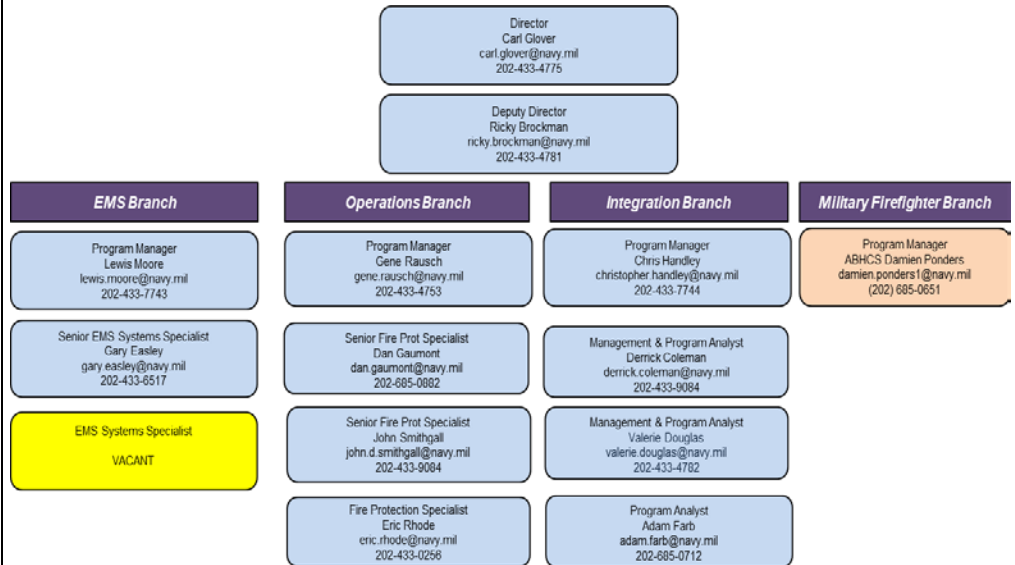 Director
Carl Glover
carl.glover@navy.mil
202-433-4775
Deputy Director
Ricky Brockman
ricky.brockman@navy.mil
202-433-4781
EMS Branch
Program Manager
Lewis Moore
lewis.moore@navy.mil
202-433-7743
Senior EMS Systems Specialist
Gary Easley
gary.easley@navy.mil
202-433-6517
EMS Systems Specialist
VACANT
Operations Branch
Program Manager
Gene Rausch
gene.rausch@navy.mil
202-433-4753
Senior Fire Prot Specialist
Dan Gaumont
dan.gaumont@navy.mil
202-685-0882
Senior Fire Prot Specialist
John Smithgall
john.d.smithgall@navy.mil
202-433-9084
Fire Protection Specialist
Eric Rhode
eric.rhode@navy.mil
202-433-0256
Integration Branch
Program Manager
Chris Handley
christopher.handley@navy.mil
202-433-7744
Management & Program Analyst
Derrick Coleman
derrick.coleman@navy.mil
202-433-9084
Management & Program Analyst
Valerie Douglas
valerie.douglas@navy.mil
202-433-4782
Program Analyst
Adam Farb
adam.farb@navy.mil
202-685-0712
Military Firefighter Branch
Program Manager
ABHCS Damien Ponders
damien.ponders1@navy.mil
(202) 685-0651